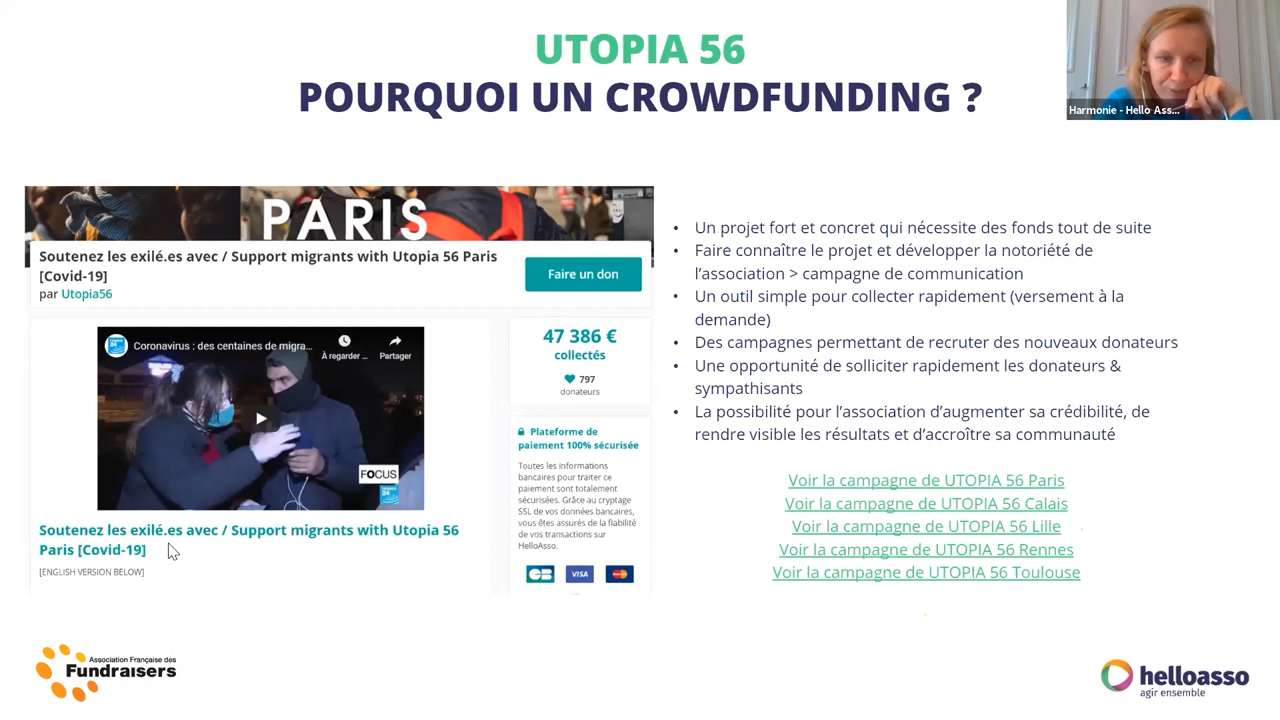 UTOPIA 56
POURQUOI UN CROWDFUNDING ?
Harmonie - Hello Ass...
PARIS
Soutenez les exilé.es avec / Support migrants with Utopia 56 Paris
[Covid-19]
par Utopia56
Faire un don
Coronavirus : des centaines de migra...
À regarder ...
Partager
FRANCE
24
FOCUS
47 386 €
collectés
797
donateurs
Plateforme de
paiement 100% sécurisée
Toutes les informations
bancaires pour traiter ce
paiement sont totalement
sécurisées. Grâce au cryptage
SSL de vos données bancaires,
vous êtes assurés de la fiabilité
de vos transactions sur
HelloAsso.
CB
VISA
MasterCard
Soutenez les exilé.es avec / Support migrants with Utopia 56
Paris [Covid-19]
[ENGLISH VERSION BELOW]
• Un projet fort et concret qui nécessite des fonds tout de suite
• Faire connaître le projet et développer la notoriété de
l'association > campagne de communication
• Un outil simple pour collecter rapidement (versement à la
demande)
• Des campagnes permettant de recruter des nouveaux donateurs
• Une opportunité de solliciter rapidement les donateurs &
sympathisants
• La possibilité pour l'association d'augmenter sa crédibilité, de
rendre visible les résultats et d'accroître sa communauté
Voir la campagne de UTOPIA 56 Paris
Voir la campagne de UTOPIA 56 Calais
Voir la campagne de UTOPIA 56 Lille
Voir la campagne de UTOPIA 56 Rennes
Voir la campagne de UTOPIA 56 Toulouse
Association Française des
Fundraisers
helloasso
agir ensemble